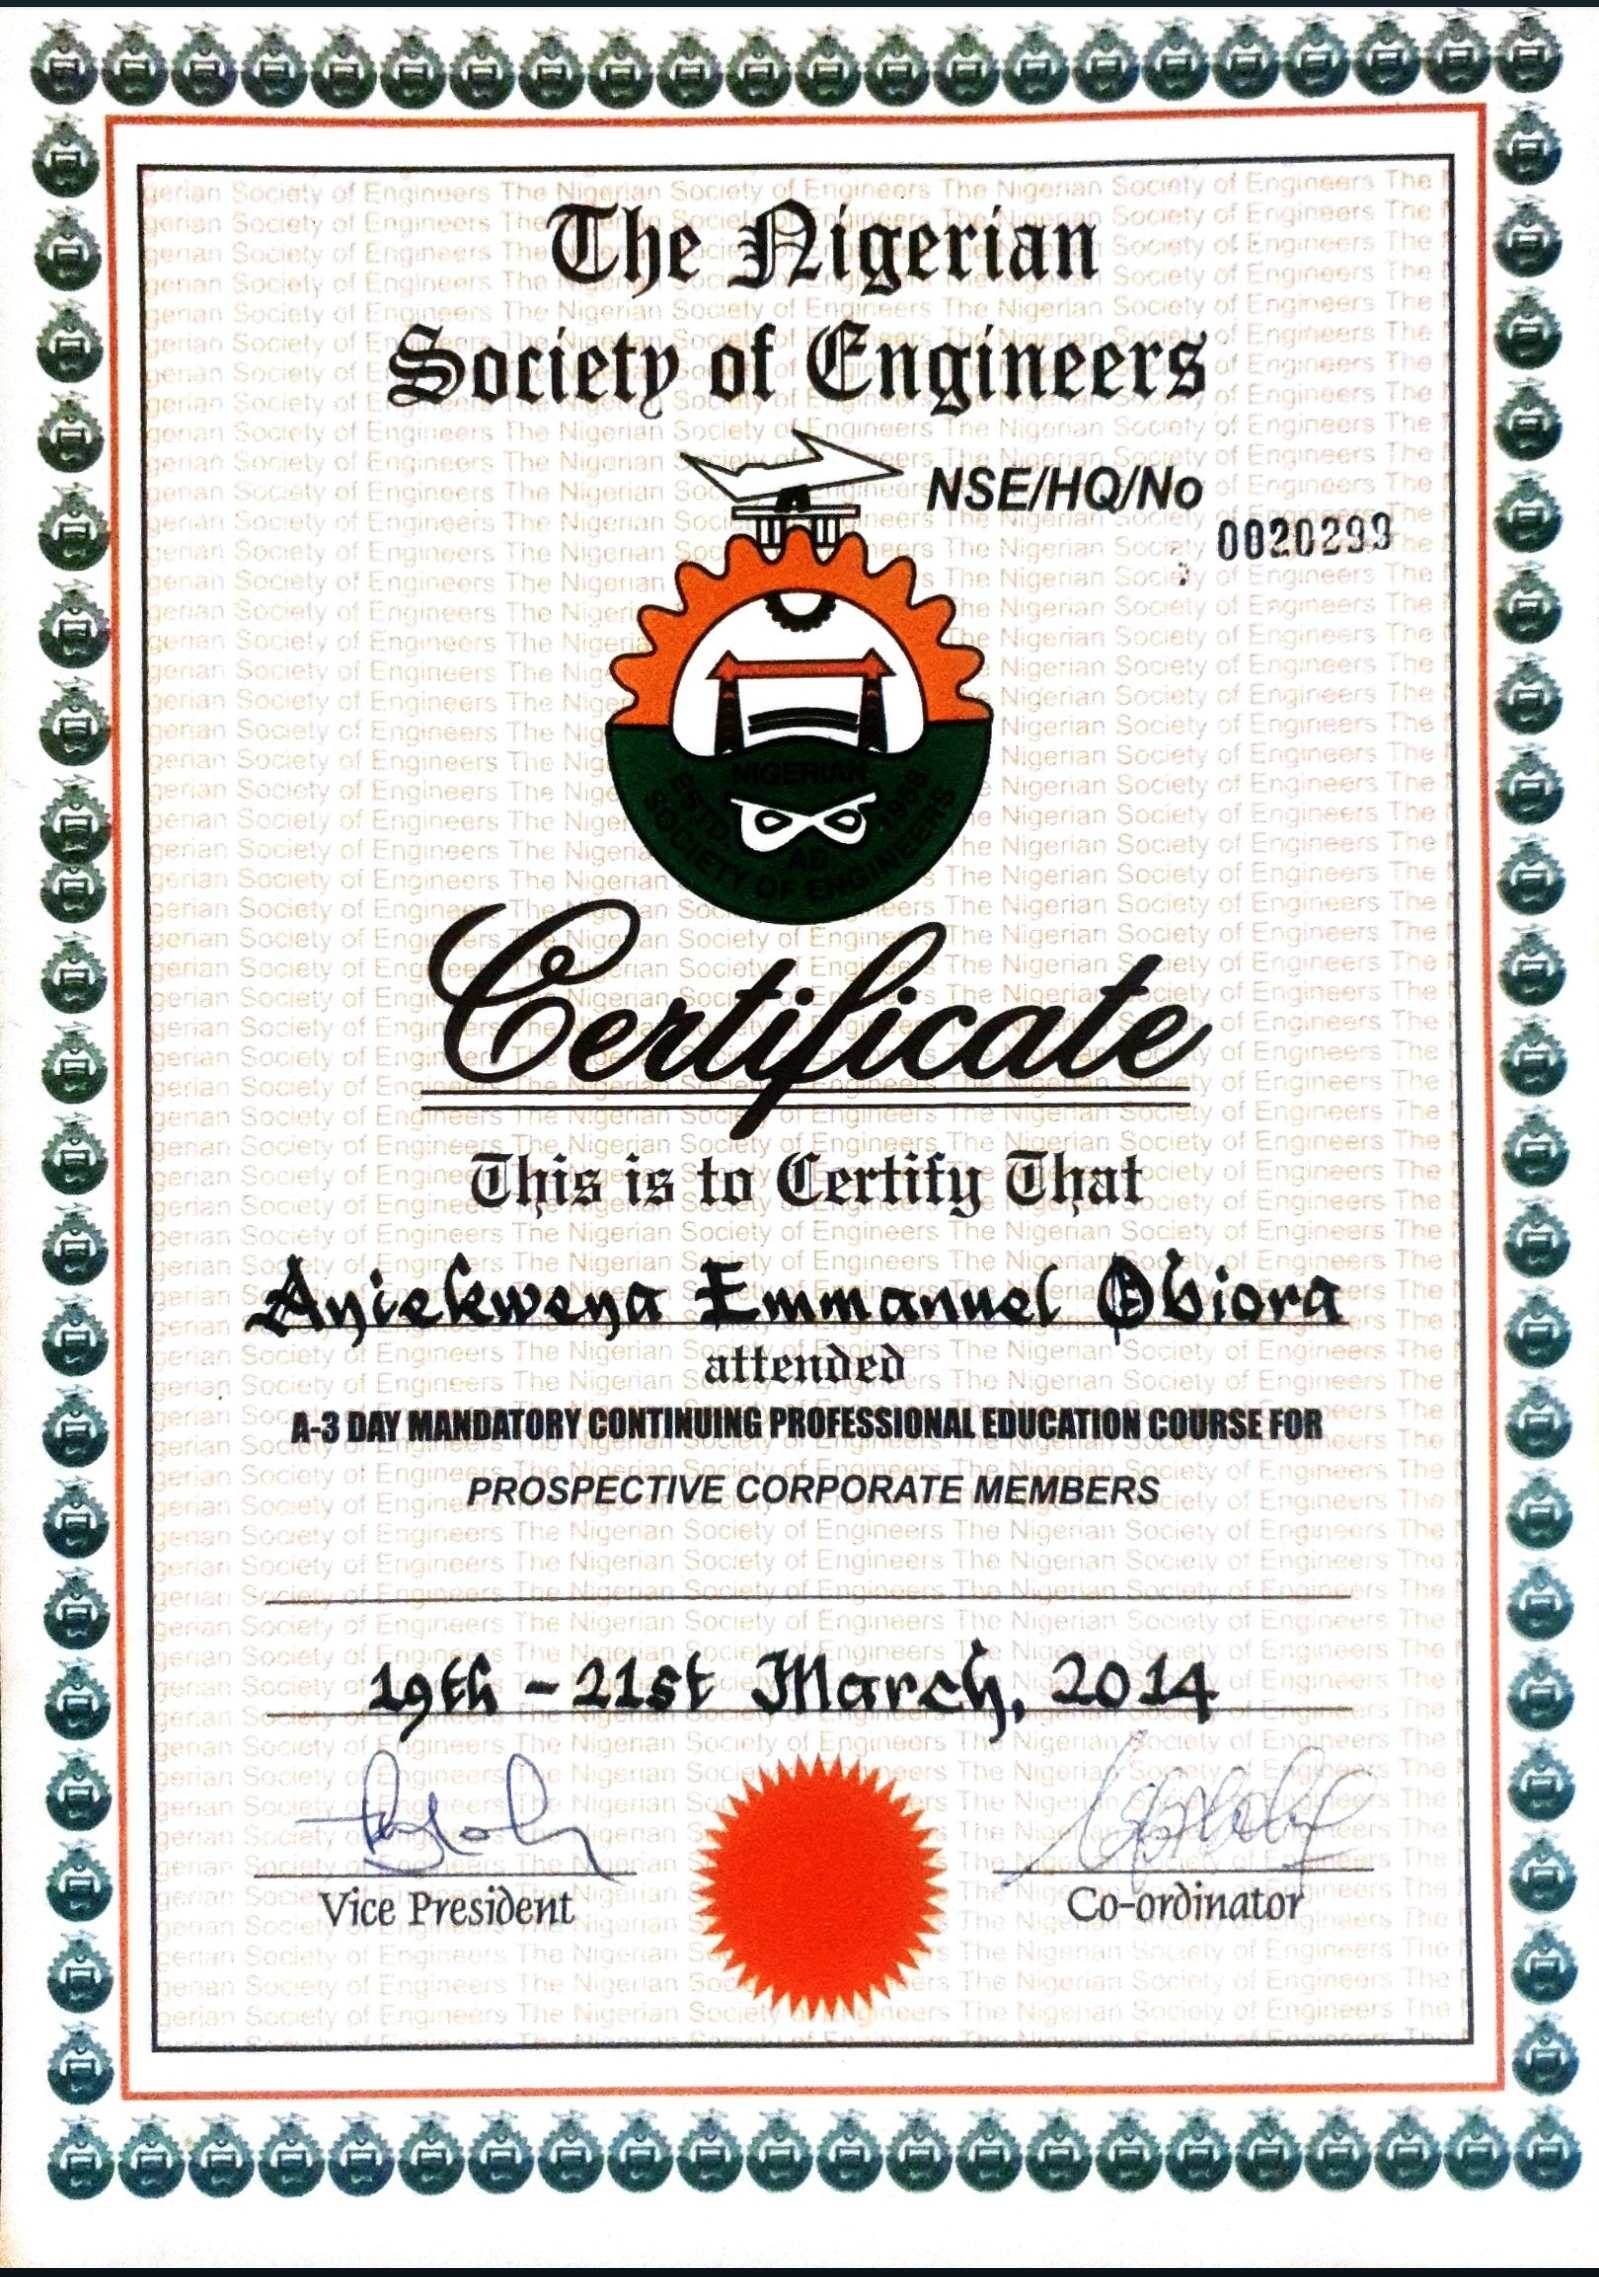 The Nigerian
Society of Engineers
NSE/HQ/No
0020299
NIGERIAN
ESTD. AD 1958
SOCIETY OF ENGINEERS
Certificate
This is to Certify That
Aniekwena Emmanuel Obiora
attended
A-3 DAY MANDATORY CONTINUING PROFESSIONAL EDUCATION COURSE FOR
PROSPECTIVE CORPORATE MEMBERS
19th - 21st March, 2014
Vice President
Co-ordinator